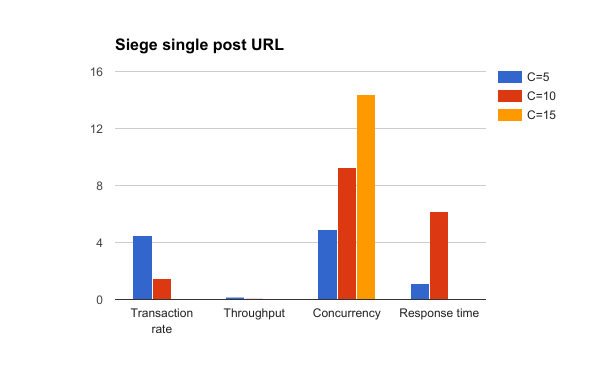 Siege single post URL
16
12
8
4
0
C=5
C=10
C=15
Transaction
rate
Throughput
Concurrency
Response time